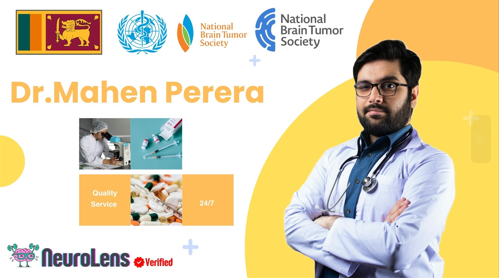 National
Brain Tumor
Society
National
Brain Tumor
Society
Dr.Mahen Perera
Quality
Service
24/7
NeuroLens
Verified